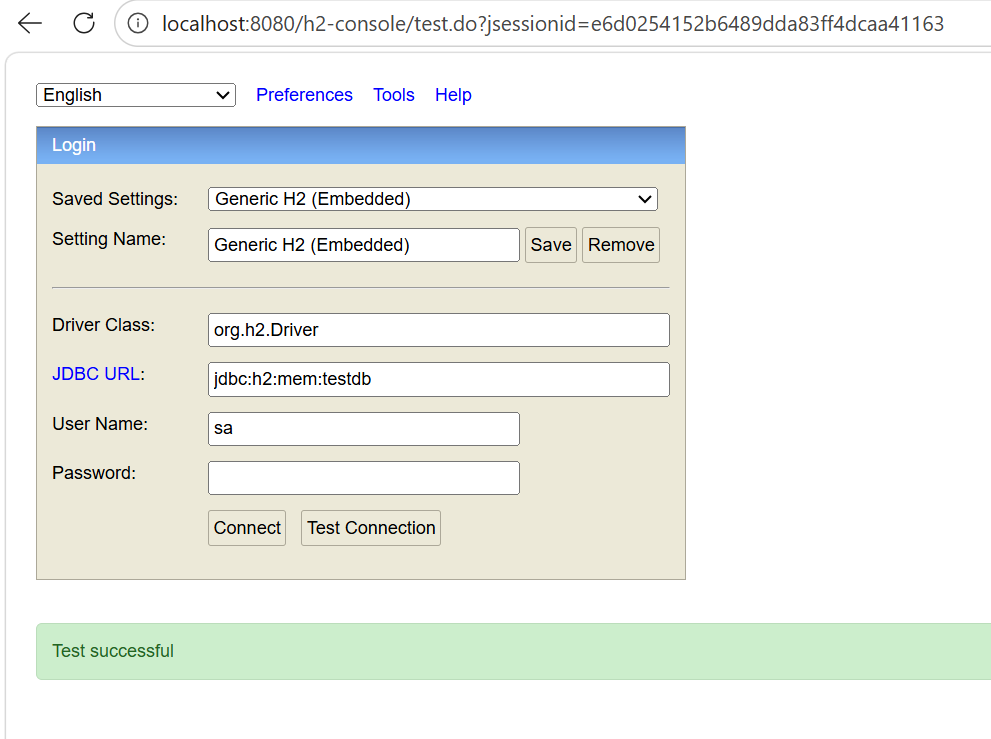 localhost:8080/h2-console/test.do?jsessionid=e6d0254152b6489dda83ff4dcaa41163
English Preferences Tools Help
Login
Saved Settings: Generic H2 (Embedded)
Setting Name: Generic H2 (Embedded) Save Remove
Driver Class: org.h2.Driver
JDBC URL: jdbc:h2:mem:testdb
User Name: sa
Password:
Connect Test Connection
Test successful